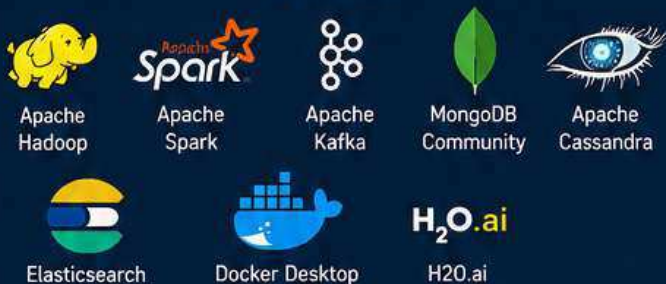 Apache
Spark
Apache
Hadoop
Apache
Spark
Apache
Kafka
MongoDB
Community
Apache
Cassandra
H2O.ai
Elasticsearch
Docker Desktop
H2O.ai